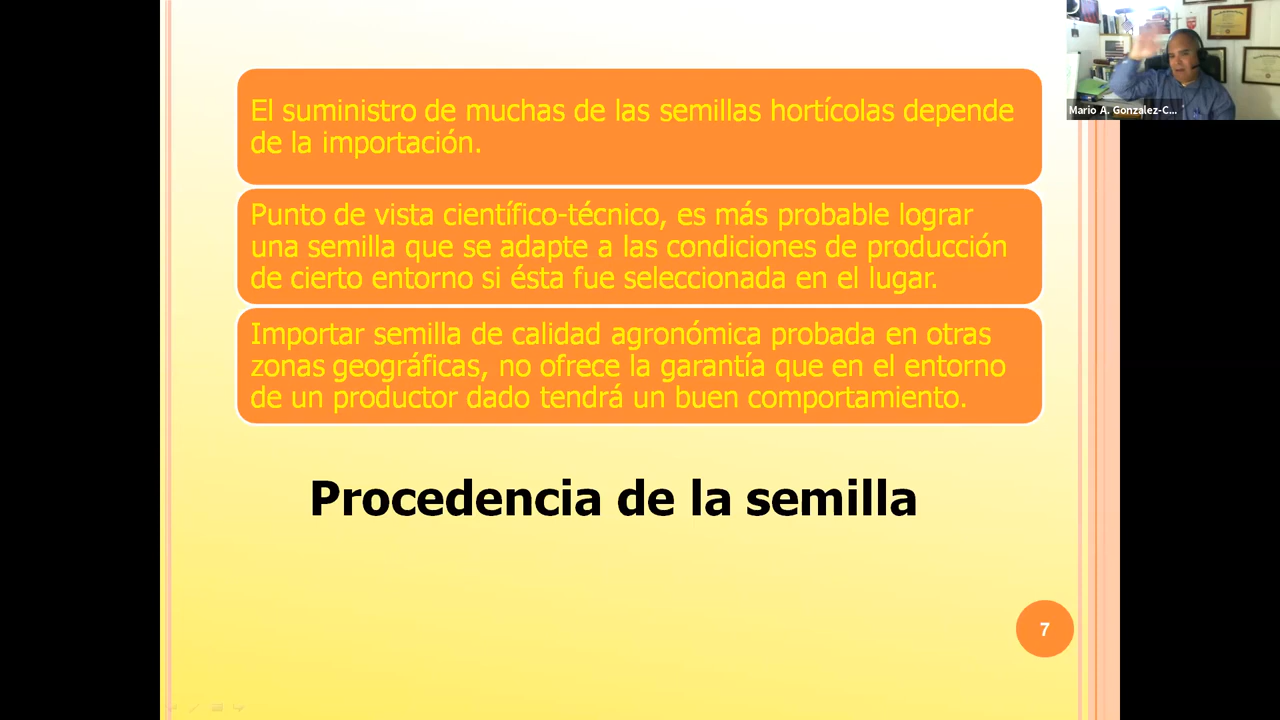 El suministro de muchas de las semillas hortícolas depende
de la importación.
Punto de vista científico-técnico, es más probable lograr
una semilla que se adapte a las condiciones de producción
de cierto entorno si ésta fue seleccionada en el lugar.
Importar semilla de calidad agronómica probada en otras
zonas geográficas, no ofrece la garantía que en el entorno
de un productor dado tendrá un buen comportamiento.
Procedencia de la semilla
7
Mario A. Gonzalez-C...